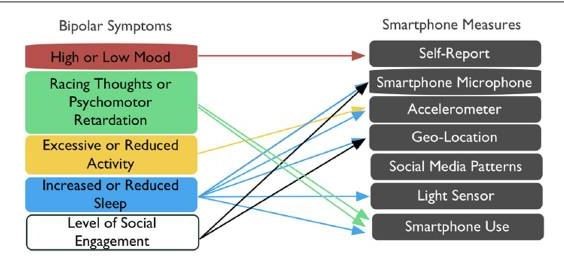 Bipolar Symptoms
High or Low Mood
Racing Thoughts or
Psychomotor
Retardation
Excessive or Reduced
Activity
Increased or Reduced
Sleep
Level of Social
Engagement
Smartphone Measures
Self-Report
Smartphone Microphone
Accelerometer
Geo-Location
Social Media Patterns
Light Sensor
Smartphone Use